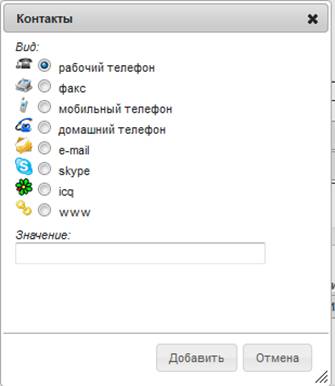 Контакты
Вид:
рабочий телефон
факс
мобильный телефон
домашний телефон
e-mail
skype
icq
www
Значение:
Добавить Отмена